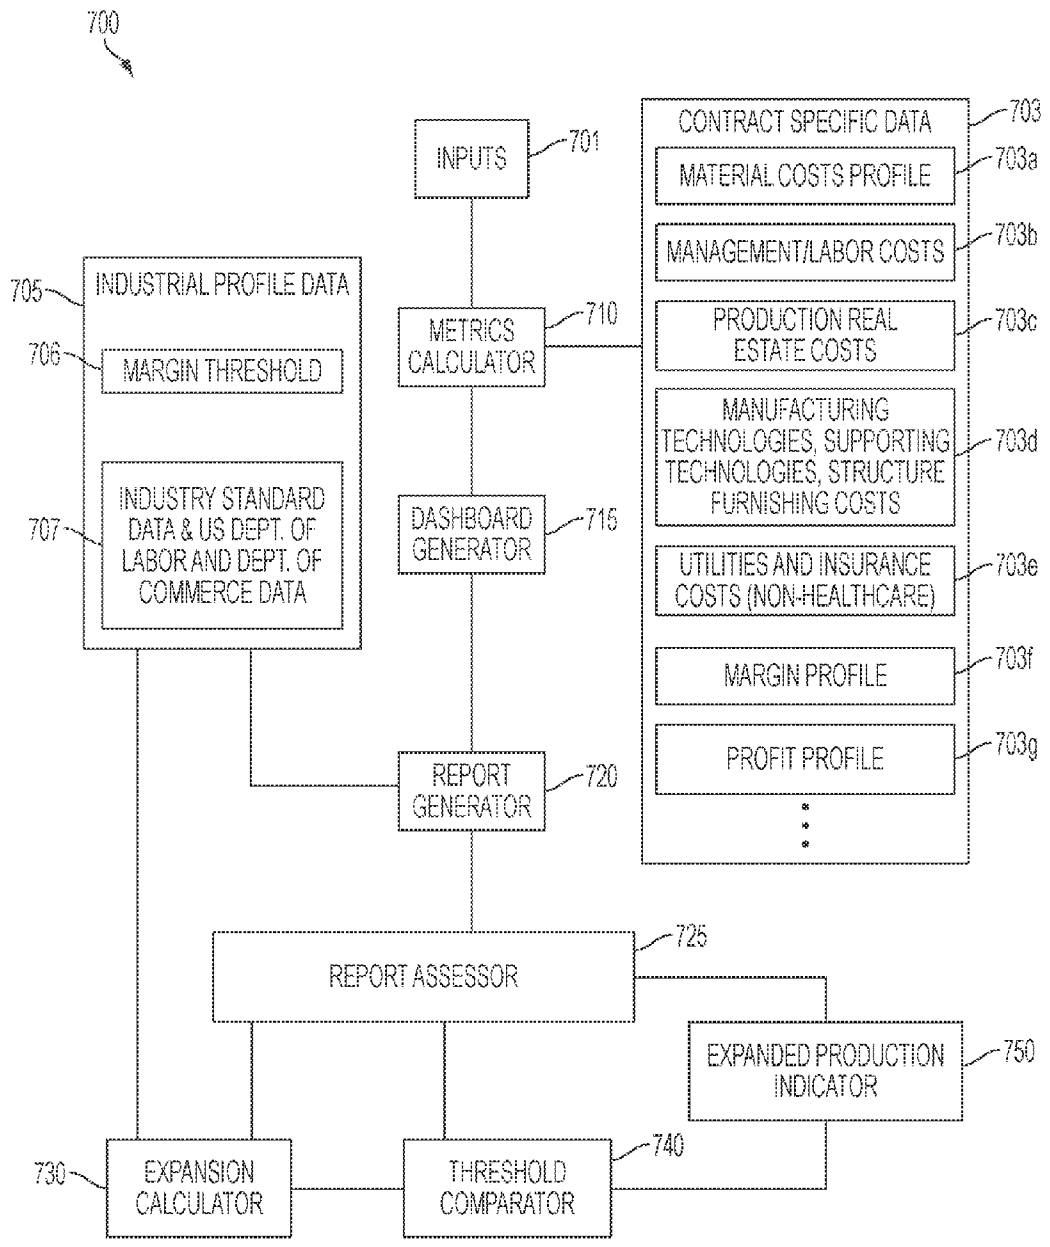 700
INPUTS
701
CONTRACT SPECIFIC DATA
703
MATERIAL COSTS PROFILE
703a
MANAGEMENT/LABOR COSTS
703b
PRODUCTION REAL
ESTATE COSTS
703c
MANUFACTURING
TECHNOLOGIES, SUPPORTING
TECHNOLOGIES, STRUCTURE
FURNISHING COSTS
703d
UTILITIES AND INSURANCE
COSTS (NON-HEALTHCARE)
703e
MARGIN PROFILE
703f
PROFIT PROFILE
703g
705
INDUSTRIAL PROFILE DATA
706
MARGIN THRESHOLD
707
INDUSTRY STANDARD
DATA & US DEPT. OF
LABOR AND DEPT. OF
COMMERCE DATA
METRICS
CALCULATOR
710
DASHBOARD
GENERATOR
715
REPORT
GENERATOR
720
REPORT ASSESSOR
725
EXPANDED PRODUCTION
INDICATOR
750
730
EXPANSION
CALCULATOR
THRESHOLD
COMPARATOR
740